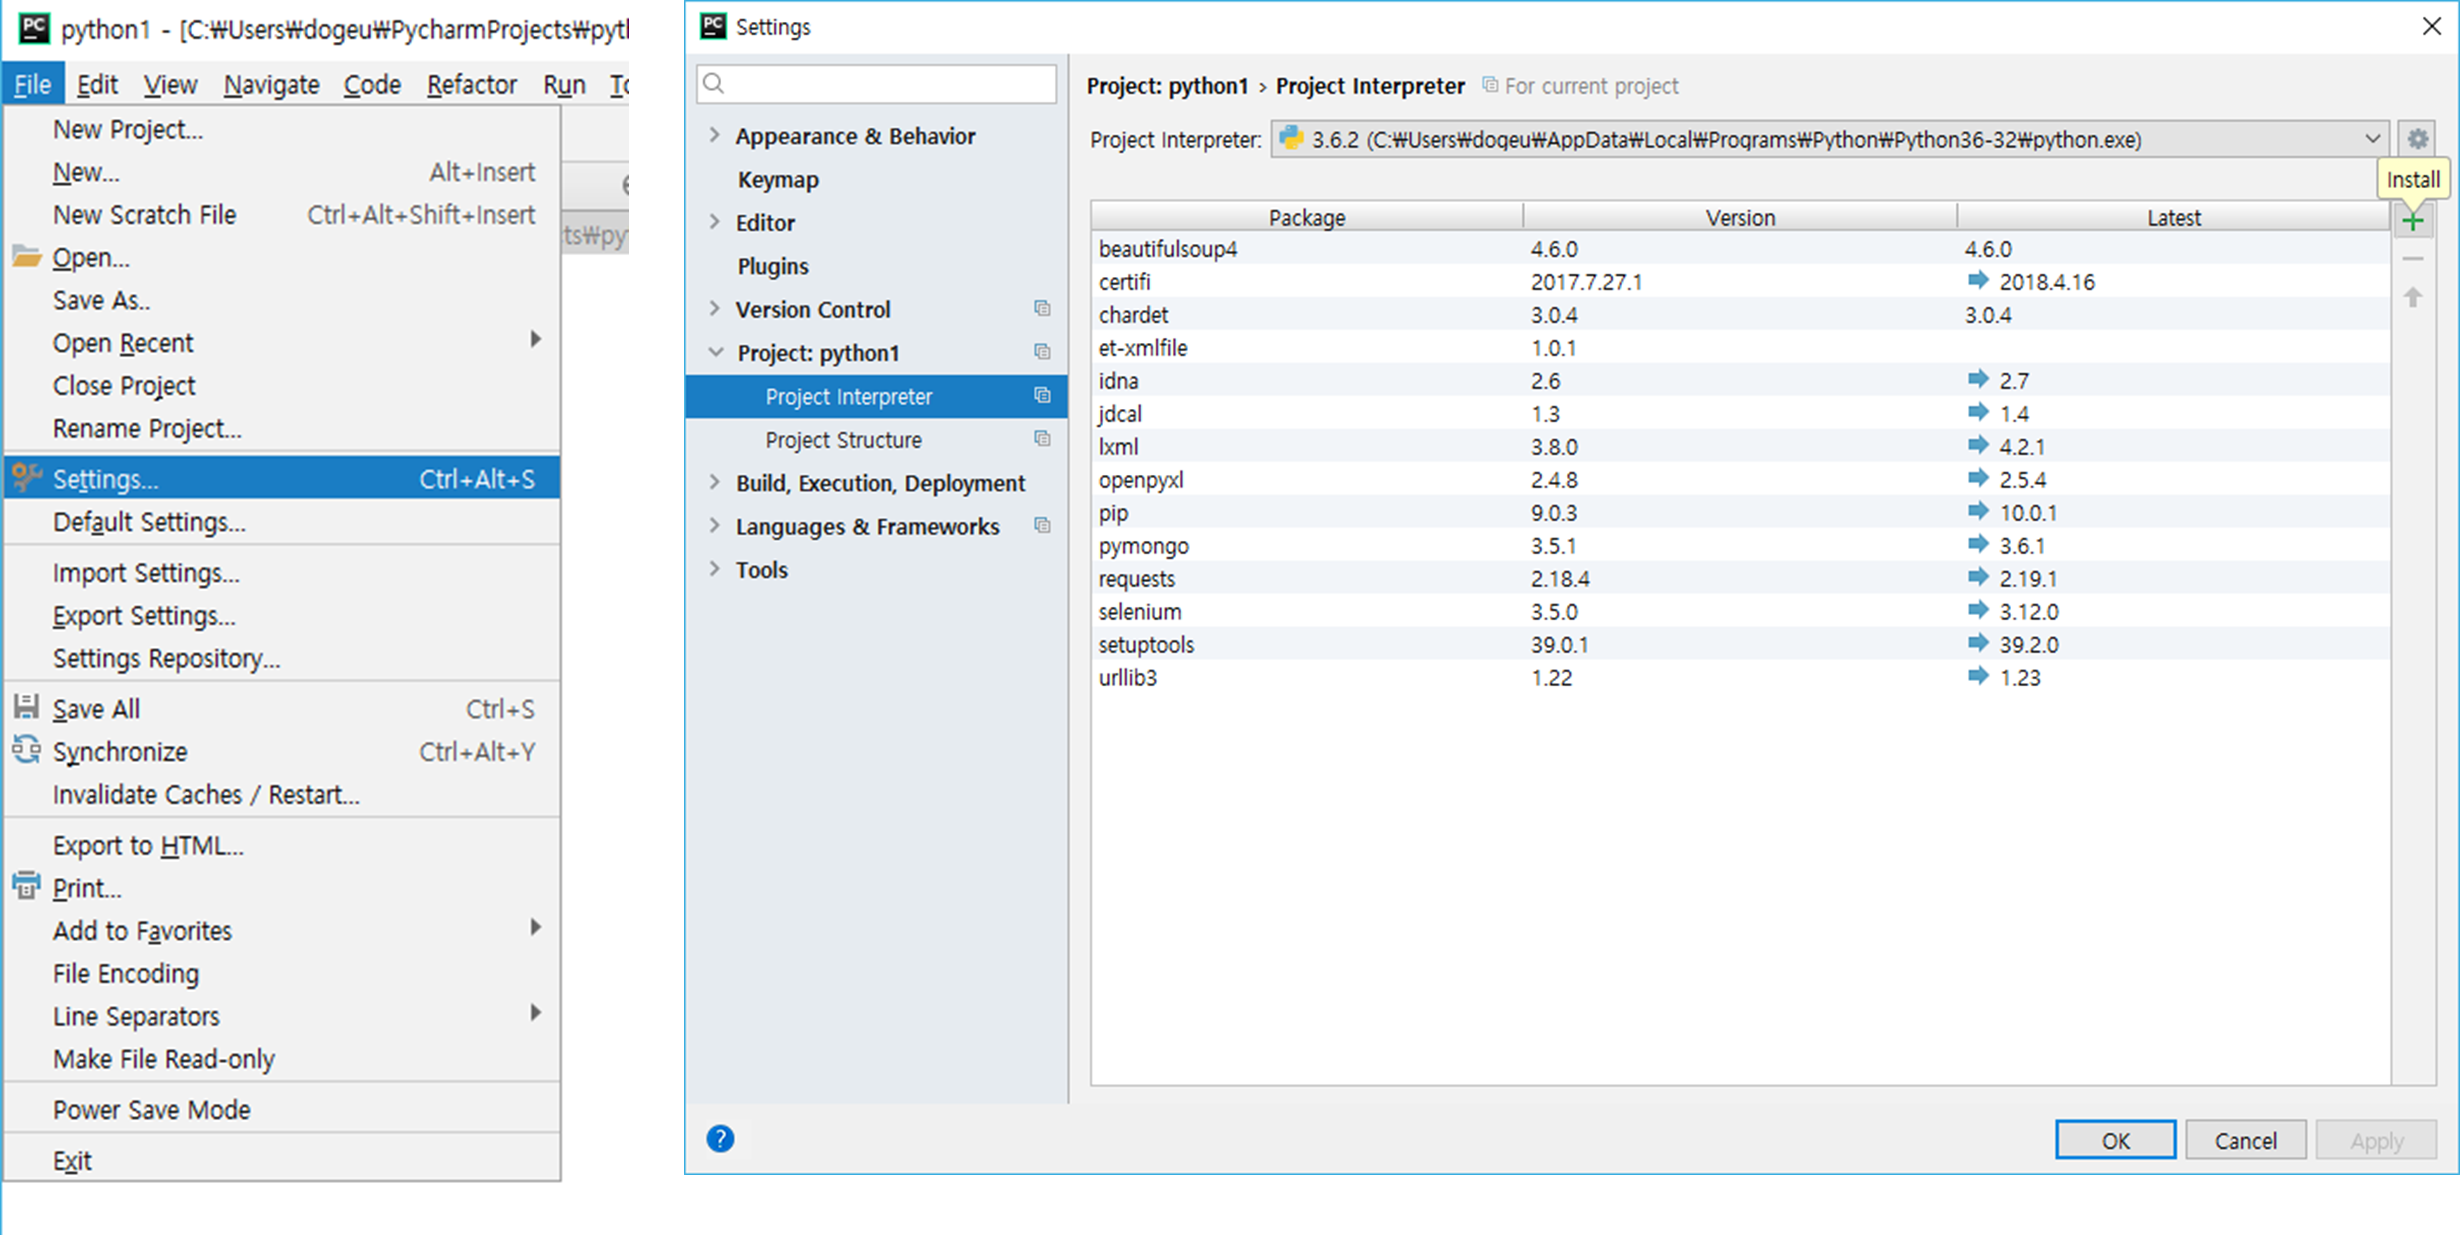 python1 - [C:₩Users₩dogeu₩PycharmProjects₩pyt
File Edit View Navigate Code Refactor Run
New Project...
New... Alt+Insert
New Scratch File Ctrl+Alt+Shift+Insert
Open...
Save As..
Open Recent
Close Project
Rename Project...
Settings... Ctrl+Alt+S
Default Settings...
Import Settings...
Export Settings...
Settings Repository...
Save All Ctrl+S
Synchronize Ctrl+Alt+Y
Invalidate Caches / Restart...
Export to HTML...
Print...
Add to Favorites
File Encoding
Line Separators
Make File Read-only
Power Save Mode
Exit
ts₩py
Settings
Appearance & Behavior
Keymap
Editor
Plugins
Version Control
Project: python1
Project Interpreter
Project Structure
Build, Execution, Deployment
Languages & Frameworks
Tools
Project: python1 › Project Interpreter For current project
Project Interpreter: 3.6.2 (C:₩Users₩dogeu₩AppData₩Local₩Programs₩Python₩Python36-32₩python.exe)
Install
Package Version Latest
beautifulsoup4 4.6.0 4.6.0
certifi 2017.7.27.1 2018.4.16
chardet 3.0.4 3.0.4
et-xmlfile 1.0.1
idna 2.6 2.7
jdcal 1.3 1.4
lxml 3.8.0 4.2.1
openpyxl 2.4.8 2.5.4
pip 9.0.3 10.0.1
pymongo 3.5.1 3.6.1
requests 2.18.4 2.19.1
selenium 3.5.0 3.12.0
setuptools 39.0.1 39.2.0
urllib3 1.22 1.23
OK Cancel Apply